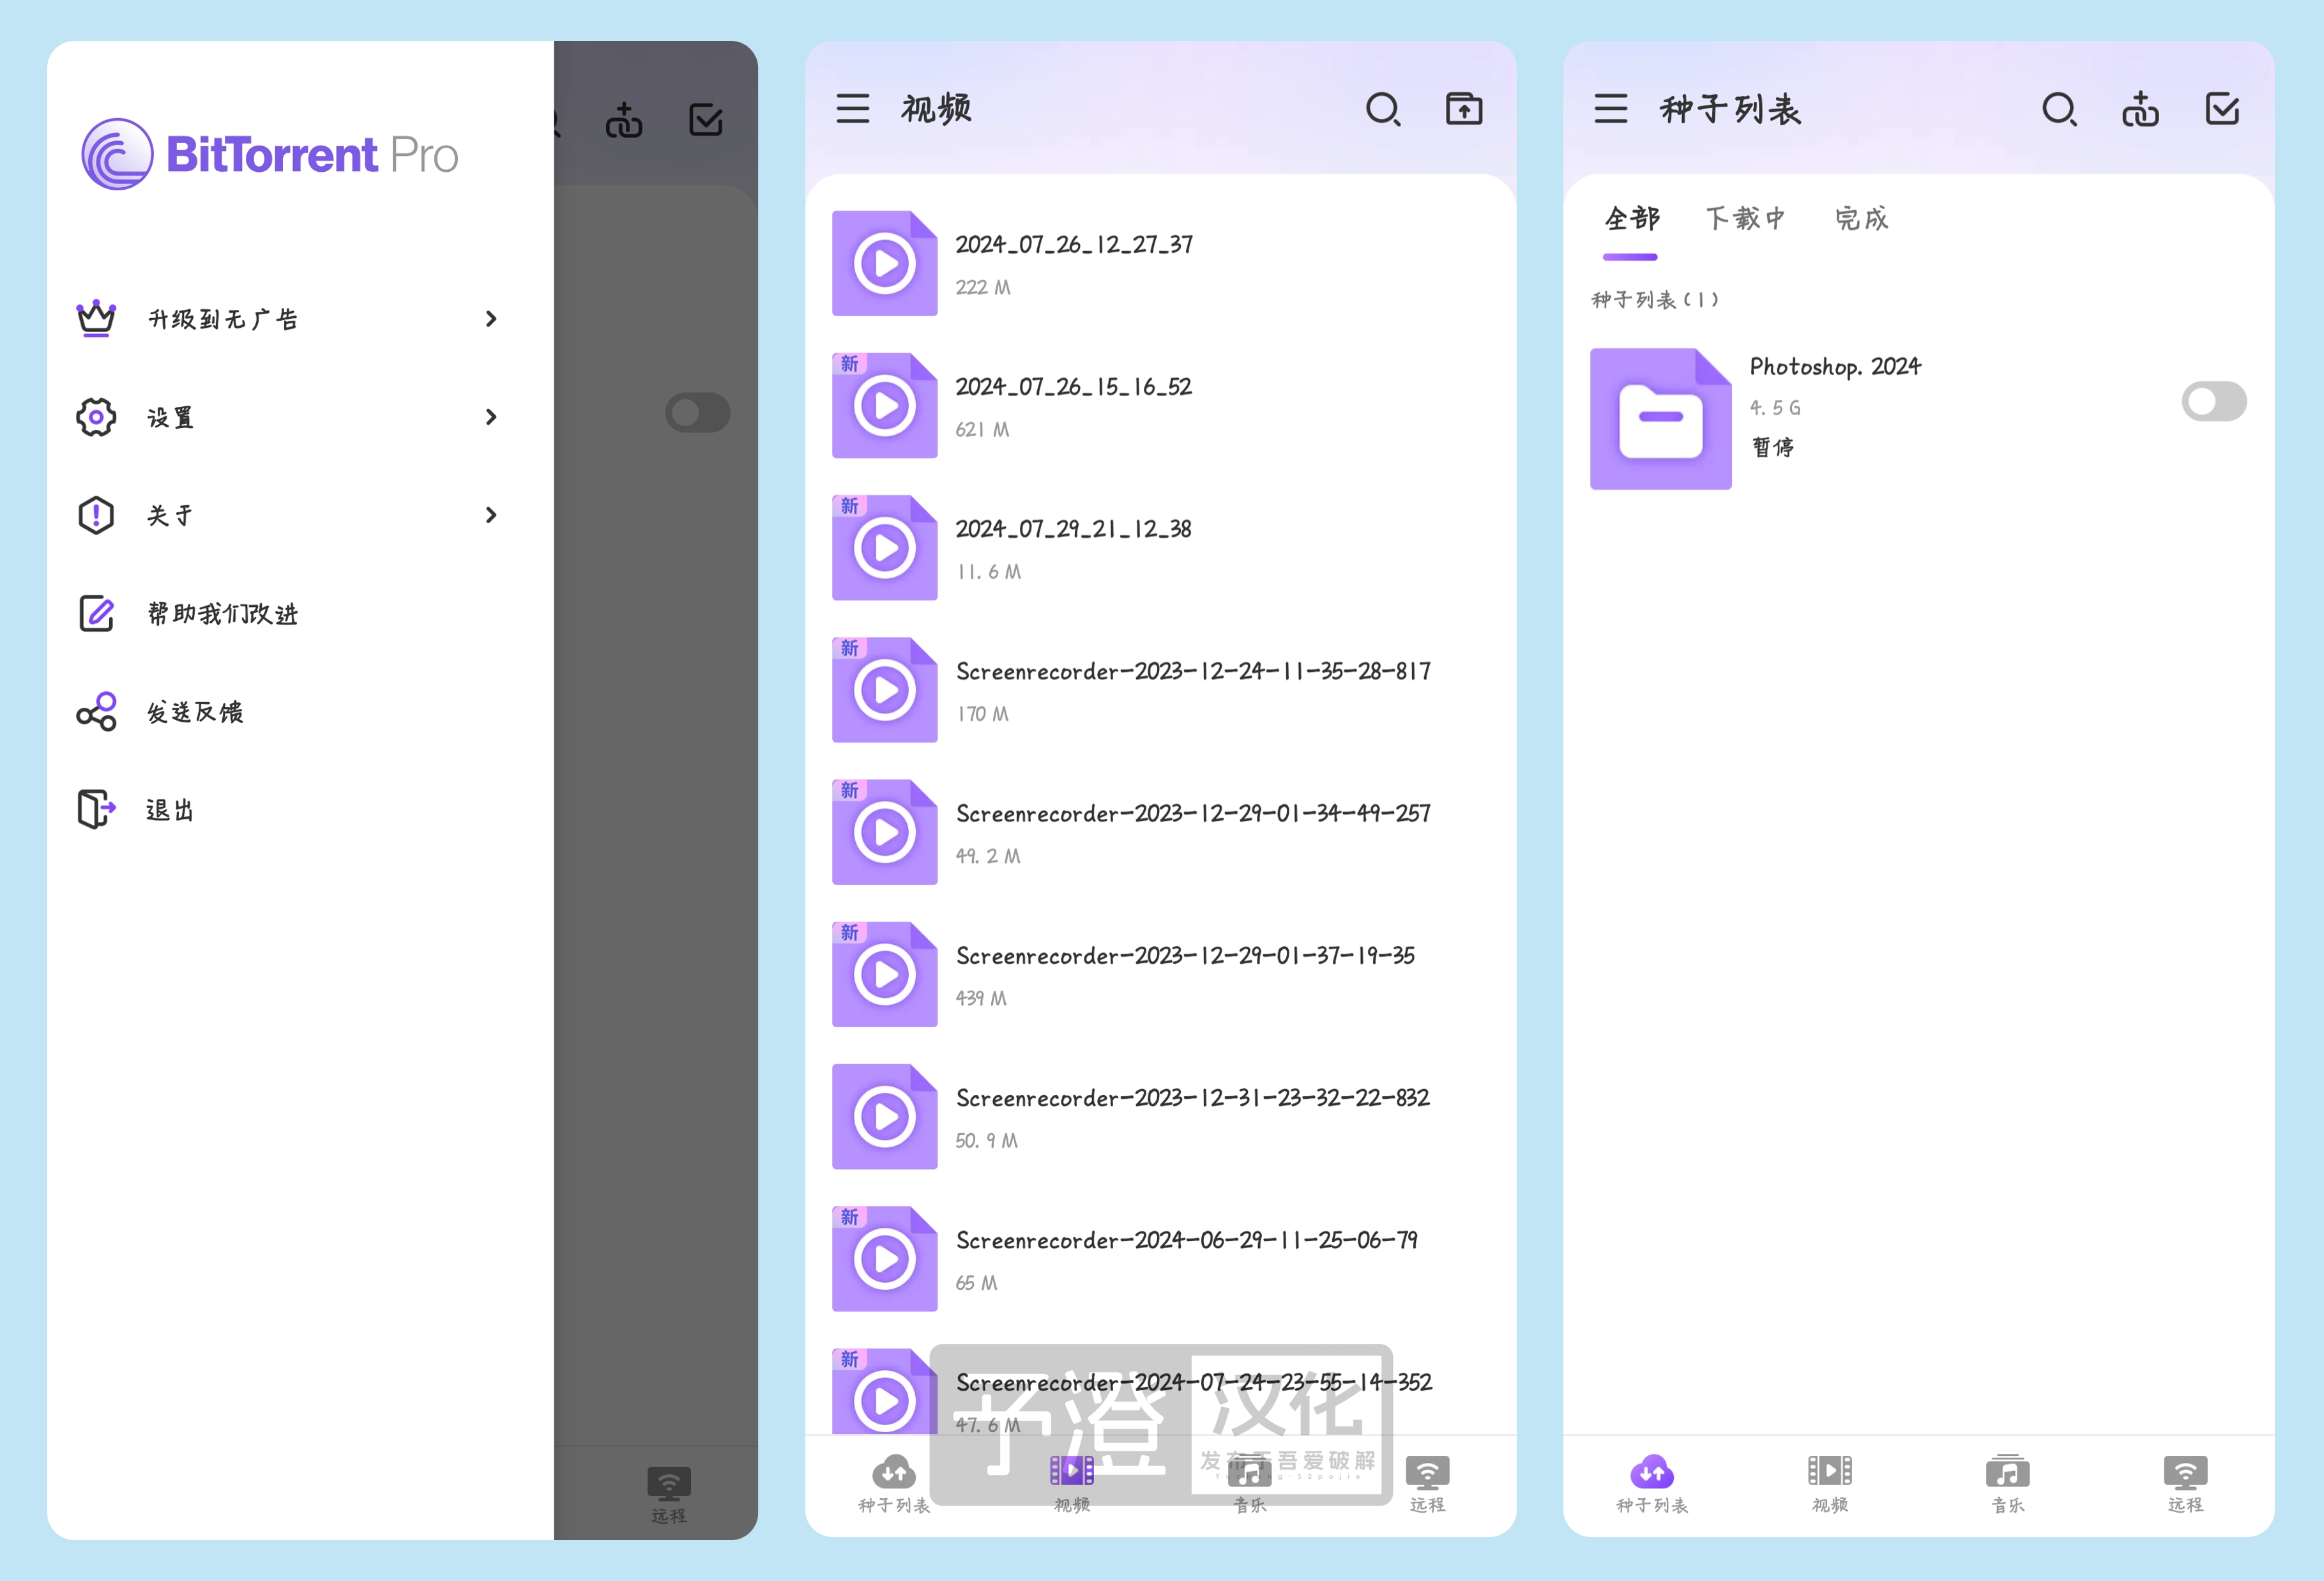 BitTorrent Pro
升级到无广告
设置
关于
帮助我们改进
发送反馈
退出
远程
视频
2024_07_26_12_27_37
222 M
新
2024_07_26_15_16_52
621 M
新
2024_07_29_21_12_38
11. 6 M
新
Screenrecorder-2023-12-24-11-35-28-817
170 M
新
Screenrecorder-2023-12-29-01-34-49-257
49. 2 M
新
Screenrecorder-2023-12-29-01-37-19-35
439 M
Screenrecorder-2023-12-31-23-32-22-832
50. 9 M
新
Screenrecorder-2024-06-29-11-25-06-79
65 M
新
Screenrecorder-2024-07-24-23-55-14-352
47. 6 M
予澄 汉化
发布于吾爱破解
种子列表 视频 音乐 远程
种子列表
全部 下载中 完成
种子列表(1)
Photoshop. 2024
4. 5 G
暂停
种子列表 视频 音乐 远程